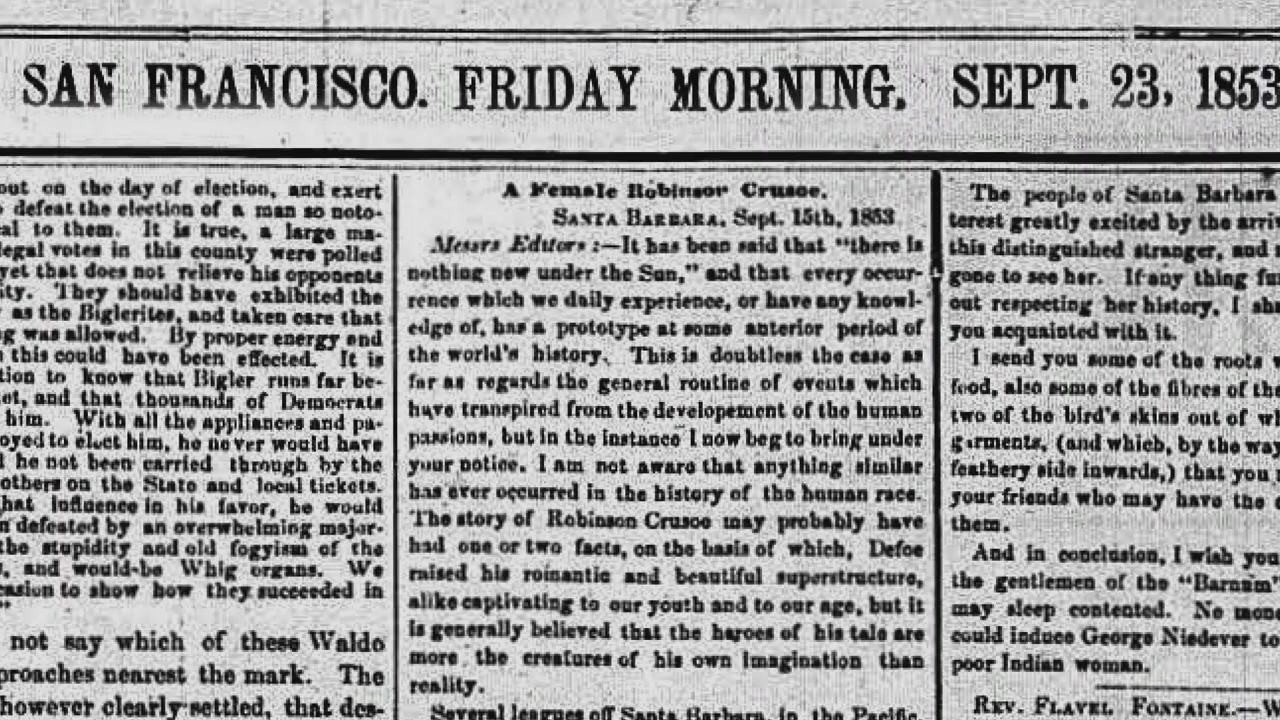 SAN FRANCISCO. FRIDAY MORNING, SEPT. 23, 1853
out on the day of election, and exert
defeat the election of a man so noto-
al to them. It is true, a large ma-
legal votes in this county were polled
yet that does not relieve his opponents
ity. They should have exhibited the
as the Biglerites, and taken care that
g was allowed. By proper energy and
this could have been effected. It is
tion to know that Bigler runs far be-
et, and that thousands of Democrats
him. With all the appliances and pa-
oyed to elect him, he never would have
he not been carried through by the
others on the State and local tickets.
hat influence in his favor, he would
n defeated by an overwhelming major-
the stupidity and old fogyism of the
, and would-be Whig organs. We
casion to show how they succeeded in
not say which of these Waldo
proaches nearest the mark. The
however clearly settled, that des-
A Female Robinson Crusoe.
SANTA BARBARA, Sept. 15th, 1853
Messrs Editors :—It has been said that "there is
nothing new under the Sun," and that every occur-
rence which we daily experience, or have any knowl-
edge of, has a prototype at some anterior period of
the world's history. This is doubtless the case as
far as regards the general routine of events which
have transpired from the developement of the human
passions, but in the instance I now beg to bring under
your notice. I am not aware that anything similar
has ever occurred in the history of the human race.
The story of Robinson Crusoe may probably have
had one or two facts, on the basis of which, Defoe
raised his romantic and beautiful superstructure,
alike captivating to our youth and to our age, but it
is generally believed that the heroes of his tale are
more the creatures of his own imagination than
reality.
Several leagues off Santa Barbara, in the Pacific,
The people of Santa Barbara
terest greatly excited by the arri
this distinguished stranger, and
gone to see her. If any thing fu
out respecting her history, I sh
you acquainted with it.
I send you some of the roots
food, also some of the fibres of th
two of the bird's skins out of w
garments, (and which, by the way
feathery side inwards,) that you
your friends who may have the
them.
And in conclusion, I wish you
the gentlemen of the "Barnam"
may sleep contented. No mon
could induce George Niedever to
poor Indian woman.
REV. FLAVEL FONTAINE.—W